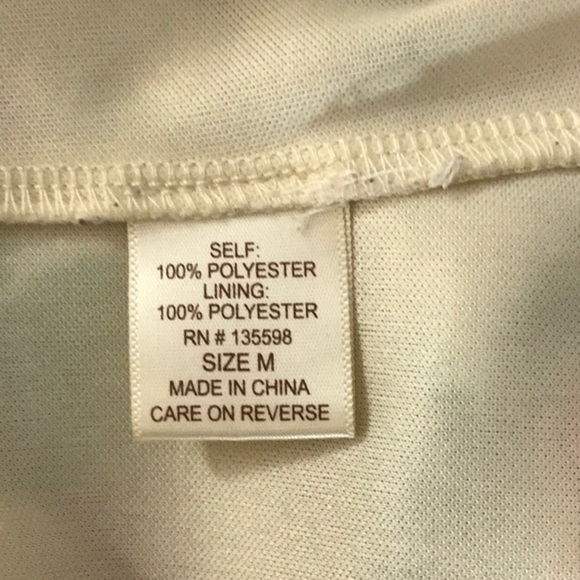 SELF:
100% POLYESTER
LINING:
100% POLYESTER
RN # 135598
SIZE M
MADE IN CHINA
CARE ON REVERSE